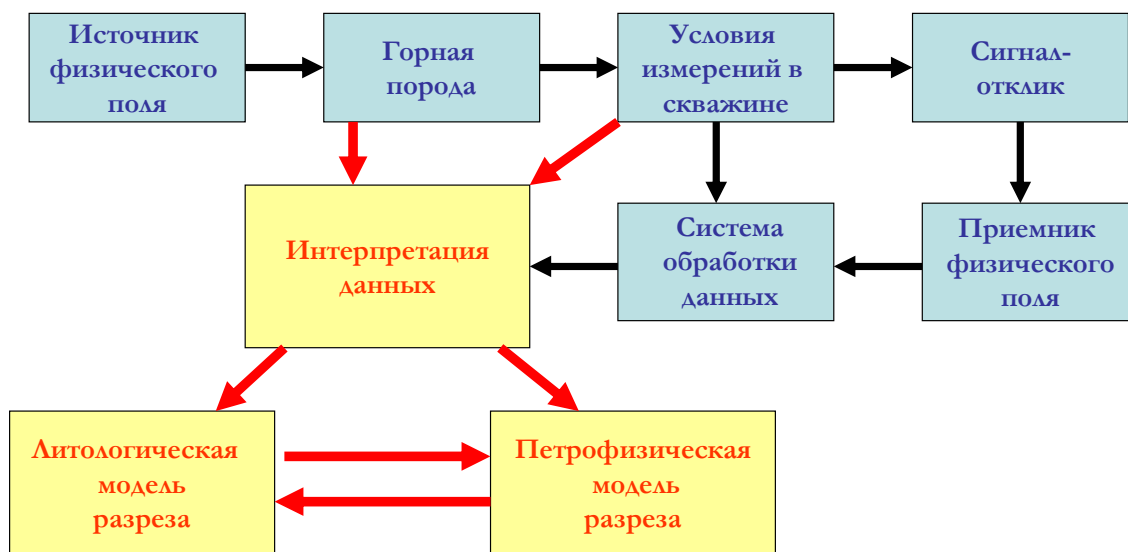 Источник
физического
поля
Горная
порода
Условия
измерений в
скважине
Сигнал-
отклик
Интерпретация
данных
Система
обработки
данных
Приемник
физического
поля
Литологическая
модель
разреза
Петрофизическая
модель
разреза